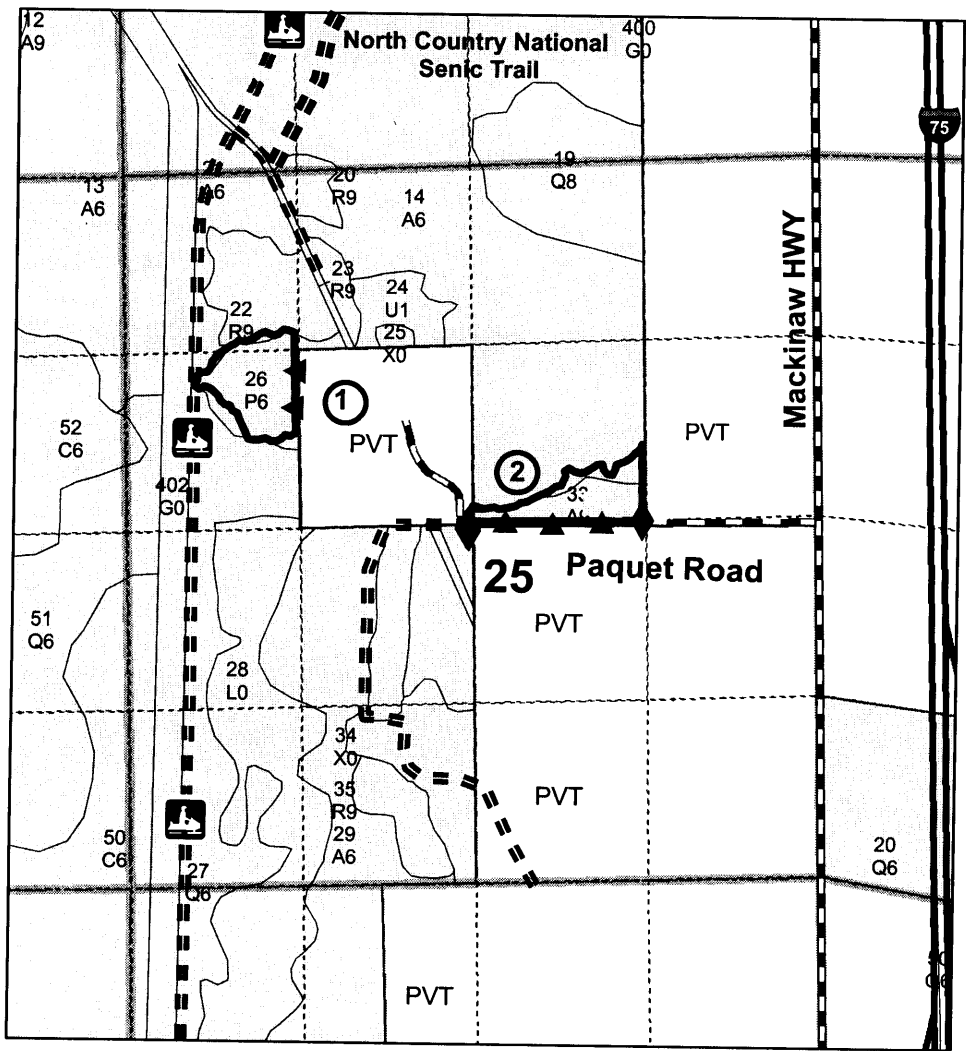 12
A9
North Country National
Senic Trail
400
G0
75
13
A6
A6
20
R9
14
A6
19
Q8
Mackinaw HWY
23
R9
24
U1
25
X0
22
R9
26
P6
1
PVT
PVT
52
C6
402
G0
2
33
25
Paquet Road
PVT
51
Q6
28
L0
34
X0
35
R9
29
A6
PVT
50
C6
27
Q6
20
Q6
PVT